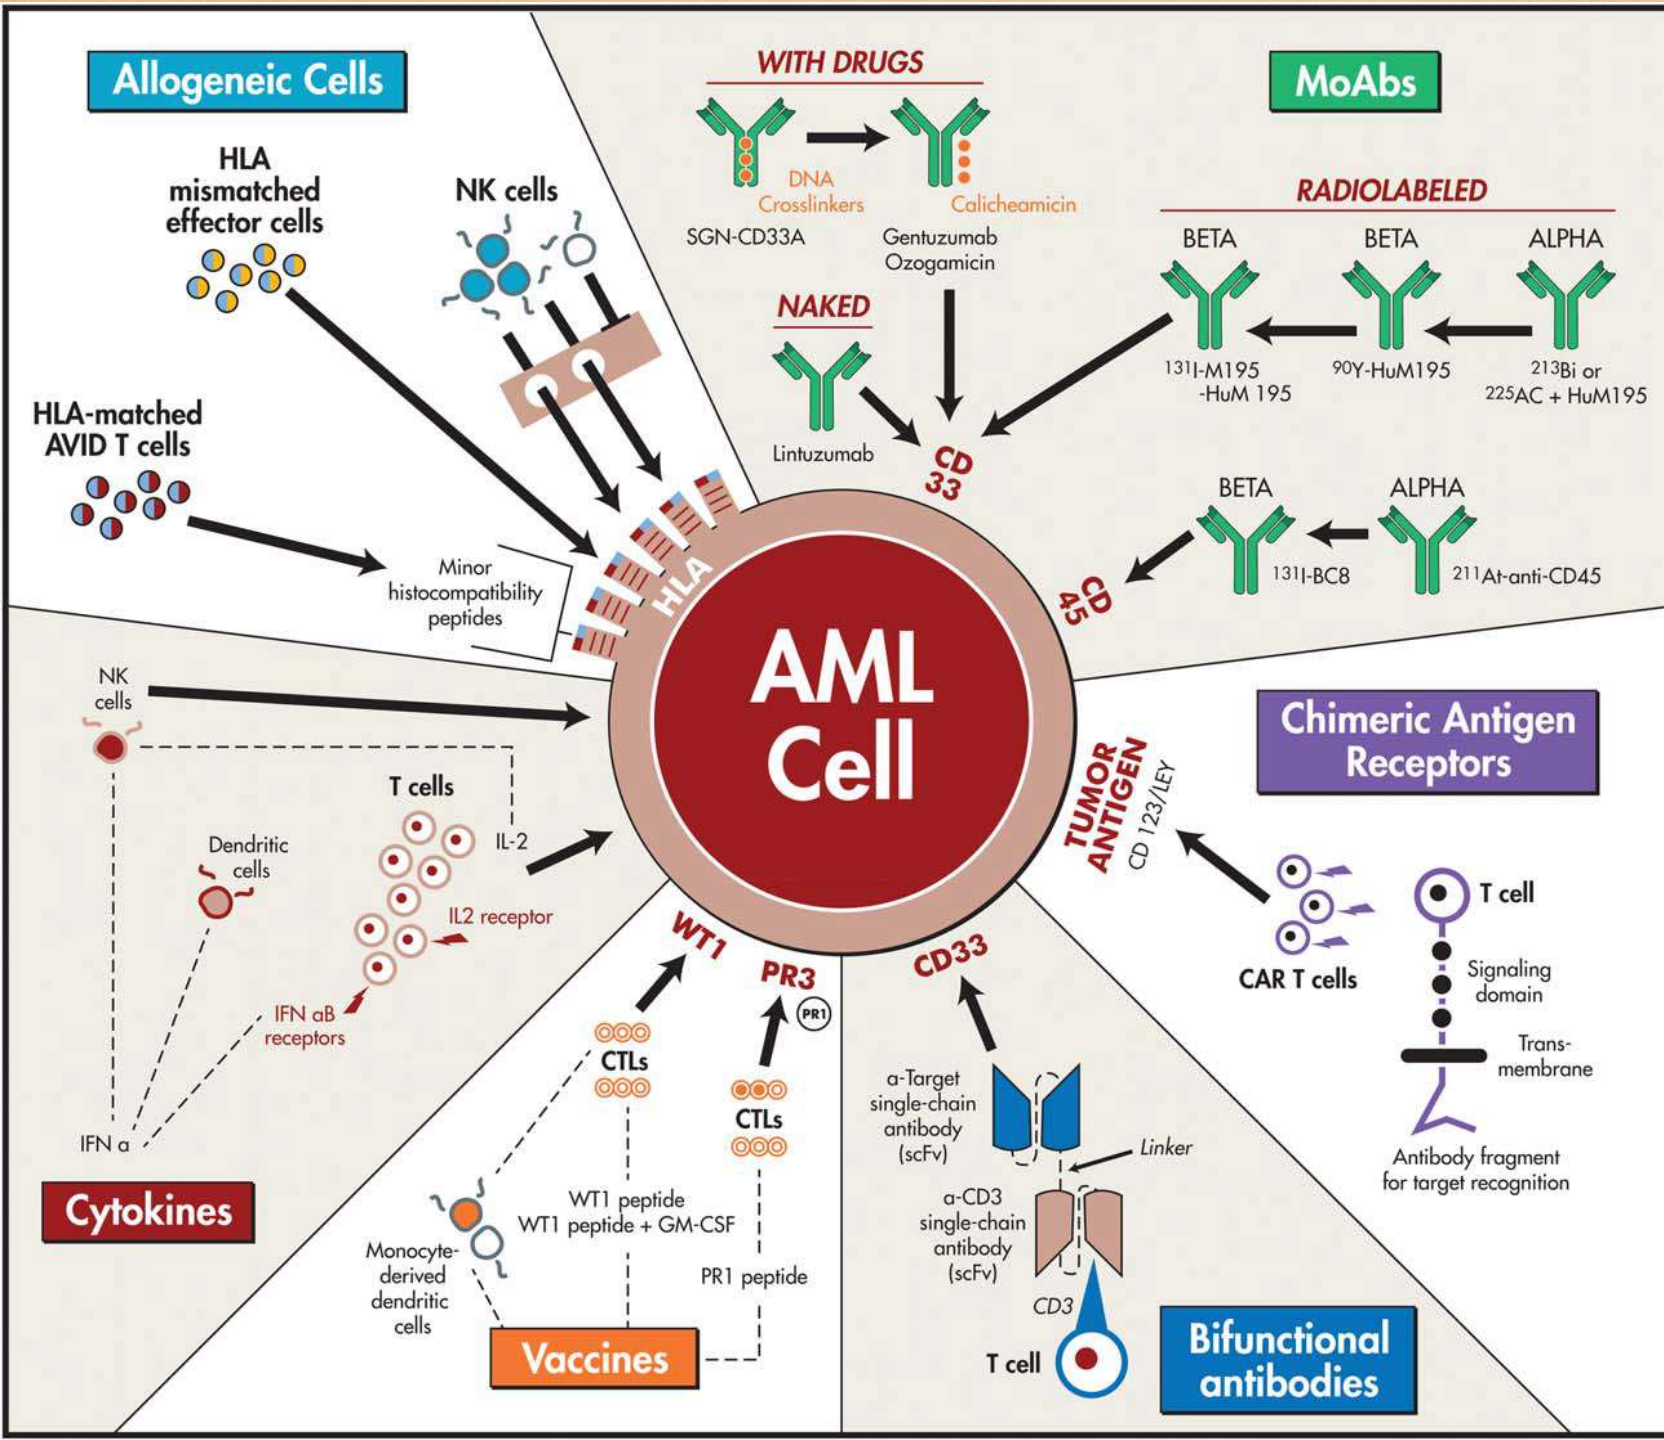 Allogeneic Cells
HLA
mismatched
effector cells
NK cells
HLA-matched
AVID T cells
Minor
histocompatibility
peptides
HLA
MoAbs
WITH DRUGS
DNA
Crosslinkers
SGN-CD33A
Calicheamicin
Gentuzumab
Ozogamicin
NAKED
Lintuzumab
RADIOLABELED
BETA
131I-M195
-HuM 195
BETA
90Y-HuM195
ALPHA
213Bi or
225AC + HuM195
CD
33
BETA
131I-BC8
ALPHA
211At-anti-CD45
CD
45
AML
Cell
Chimeric Antigen
Receptors
TUMOR
ANTIGEN
CD 123/LEY
CAR T cells
T cell
Signaling
domain
Trans-
membrane
Antibody fragment
for target recognition
CD33
α-Target
single-chain
antibody
(scFv)
Linker
α-CD3
single-chain
antibody
(scFv)
CD3
T cell
Bifunctional
antibodies
WT1
PR3
PR1
CTLs
CTLs
WT1 peptide
WT1 peptide + GM-CSF
PR1 peptide
Monocyte-
derived
dendritic
cells
Vaccines
NK
cells
T cells
IL-2
Dendritic
cells
IL2 receptor
IFN αB
receptors
IFN α
Cytokines